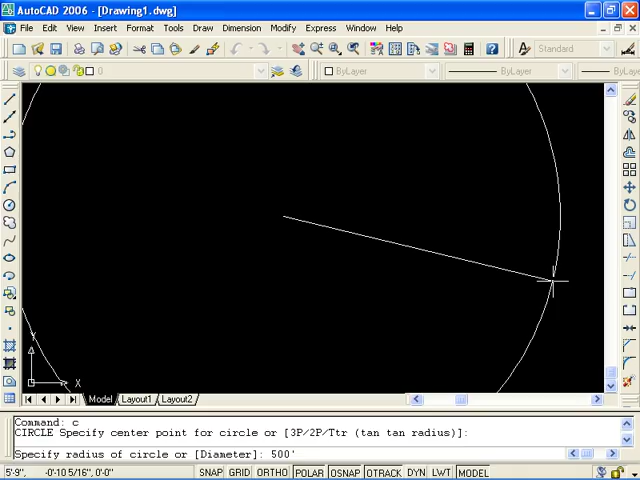 AutoCAD 2006 - [Drawing1.dwg]
File Edit View Insert Format Tools Draw Dimension Modify Express Window Help
Standard
0 ByLayer ByLayer ByLaye
Y
X
Model Layout1 Layout2
Command: c
CIRCLE Specify center point for circle or [3P/2P/Ttr (tan tan radius)]:
Specify radius of circle or [Diameter]: 500'
5'-9", -0'-10 5/16", 0'-0" SNAP GRID ORTHO POLAR OSNAP OTRACK DYN LWT MODEL